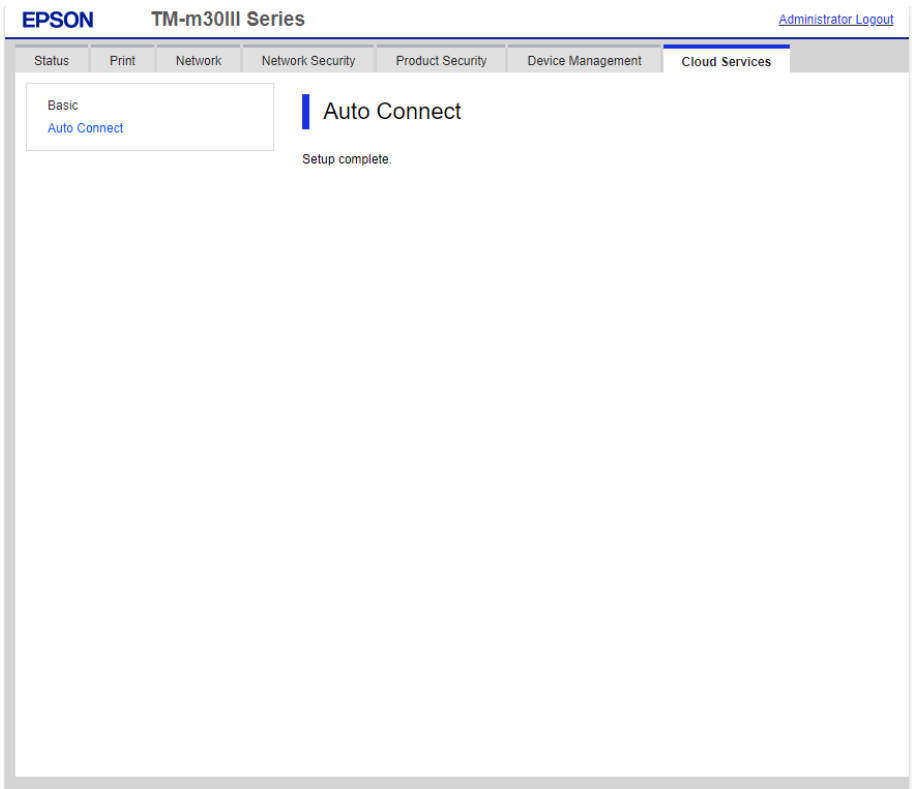 EPSON TM-m30III Series Administrator Logout
Status Print Network Network Security Product Security Device Management Cloud Services
Basic
Auto Connect
Auto Connect
Setup complete.